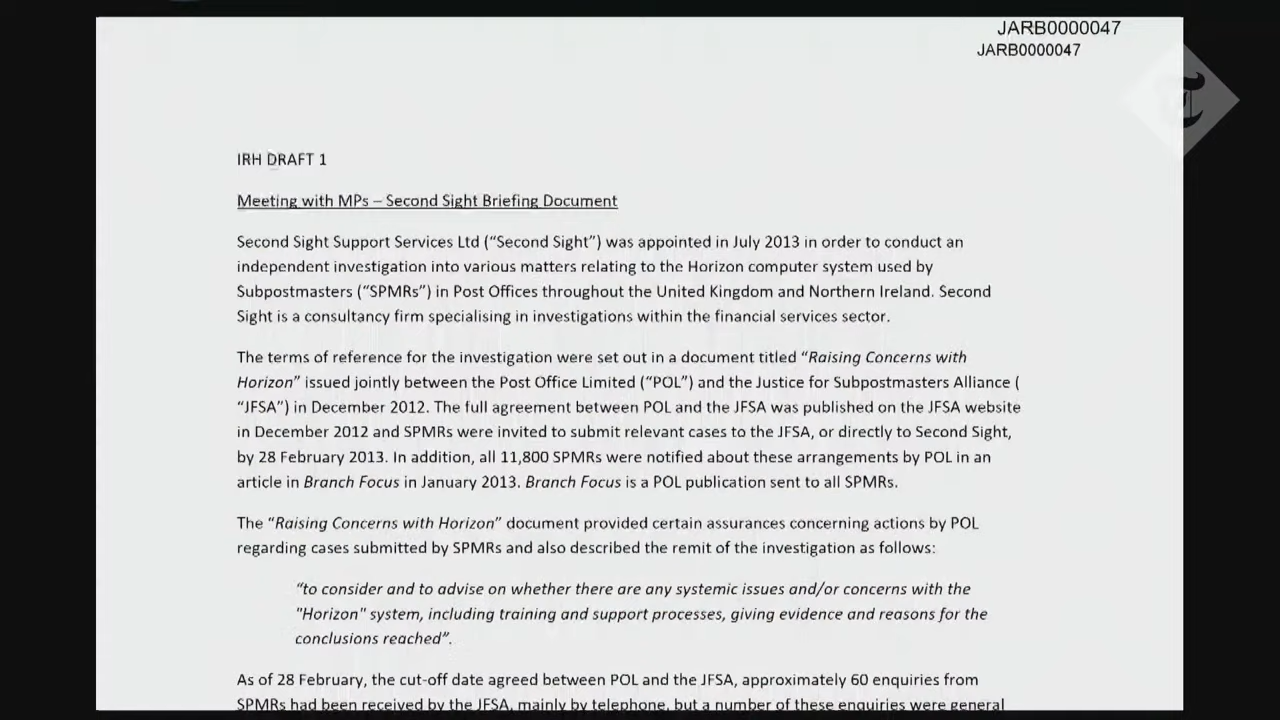 JARB0000047
JARB0000047
IRH DRAFT 1
Meeting with MPs – Second Sight Briefing Document
Second Sight Support Services Ltd (“Second Sight”) was appointed in July 2013 in order to conduct an
independent investigation into various matters relating to the Horizon computer system used by
Subpostmasters (“SPMRs”) in Post Offices throughout the United Kingdom and Northern Ireland. Second
Sight is a consultancy firm specialising in investigations within the financial services sector.
The terms of reference for the investigation were set out in a document titled “Raising Concerns with
Horizon” issued jointly between the Post Office Limited (“POL”) and the Justice for Subpostmasters Alliance (
“JFSA”) in December 2012. The full agreement between POL and the JFSA was published on the JFSA website
in December 2012 and SPMRs were invited to submit relevant cases to the JFSA, or directly to Second Sight,
by 28 February 2013. In addition, all 11,800 SPMRs were notified about these arrangements by POL in an
article in Branch Focus in January 2013. Branch Focus is a POL publication sent to all SPMRs.
The “Raising Concerns with Horizon” document provided certain assurances concerning actions by POL
regarding cases submitted by SPMRs and also described the remit of the investigation as follows:
“to consider and to advise on whether there are any systemic issues and/or concerns with the
"Horizon" system, including training and support processes, giving evidence and reasons for the
conclusions reached”.
As of 28 February, the cut-off date agreed between POL and the JFSA, approximately 60 enquiries from
SPMRs had been received by the JFSA, mainly by telephone, but a number of these enquiries were general